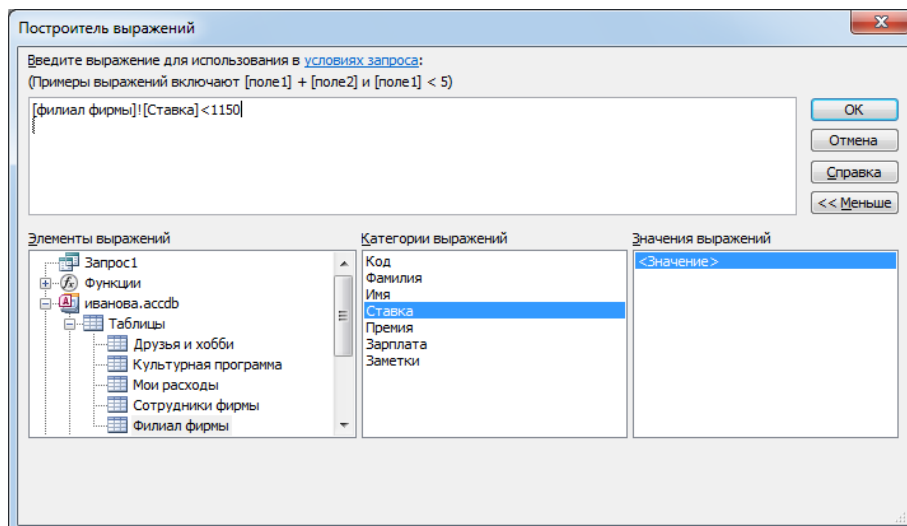 Построитель выражений
Введите выражение для использования в условиях запроса:
(Примеры выражений включают [поле1] + [поле2] и [поле1] < 5)
[филиал фирмы]![Ставка]<1150
ОК
Отмена
Справка
<< Меньше
Элементы выражений
Запрос1
Функции
иванова.accdb
Таблицы
Друзья и хобби
Культурная программа
Мои расходы
Сотрудники фирмы
Филиал фирмы
Категории выражений
Код
Фамилия
Имя
Ставка
Премия
Зарплата
Заметки
Значения выражений
<Значение>